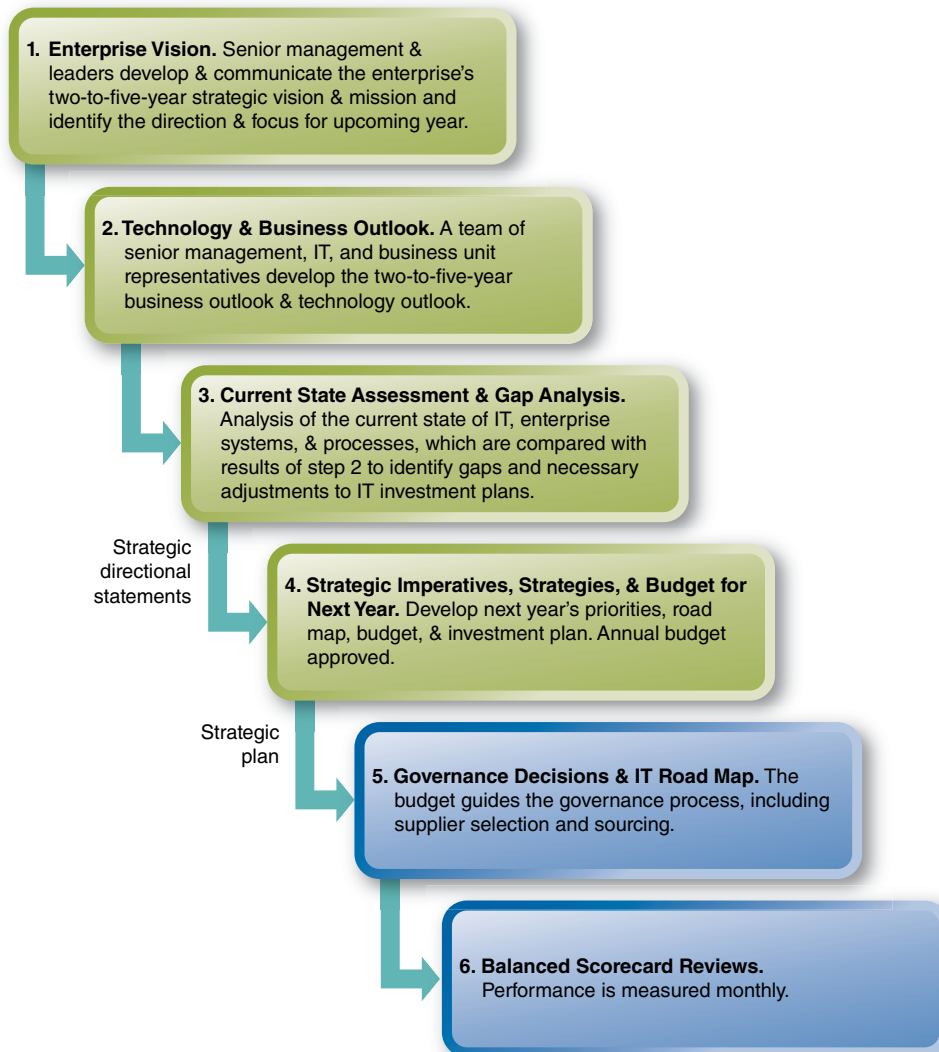 1. Enterprise Vision. Senior management &
leaders develop & communicate the enterprise's
two-to-five-year strategic vision & mission and
identify the direction & focus for upcoming year.
2. Technology & Business Outlook. A team of
senior management, IT, and business unit
representatives develop the two-to-five-year
business outlook & technology outlook.
3. Current State Assessment & Gap Analysis.
Analysis of the current state of IT, enterprise
systems, & processes, which are compared with
results of step 2 to identify gaps and necessary
adjustments to IT investment plans.
Strategic
directional
statements
4. Strategic Imperatives, Strategies, & Budget for
Next Year. Develop next year's priorities, road
map, budget, & investment plan. Annual budget
approved.
Strategic
plan
5. Governance Decisions & IT Road Map. The
budget guides the governance process, including
supplier selection and sourcing.
6. Balanced Scorecard Reviews.
Performance is measured monthly.